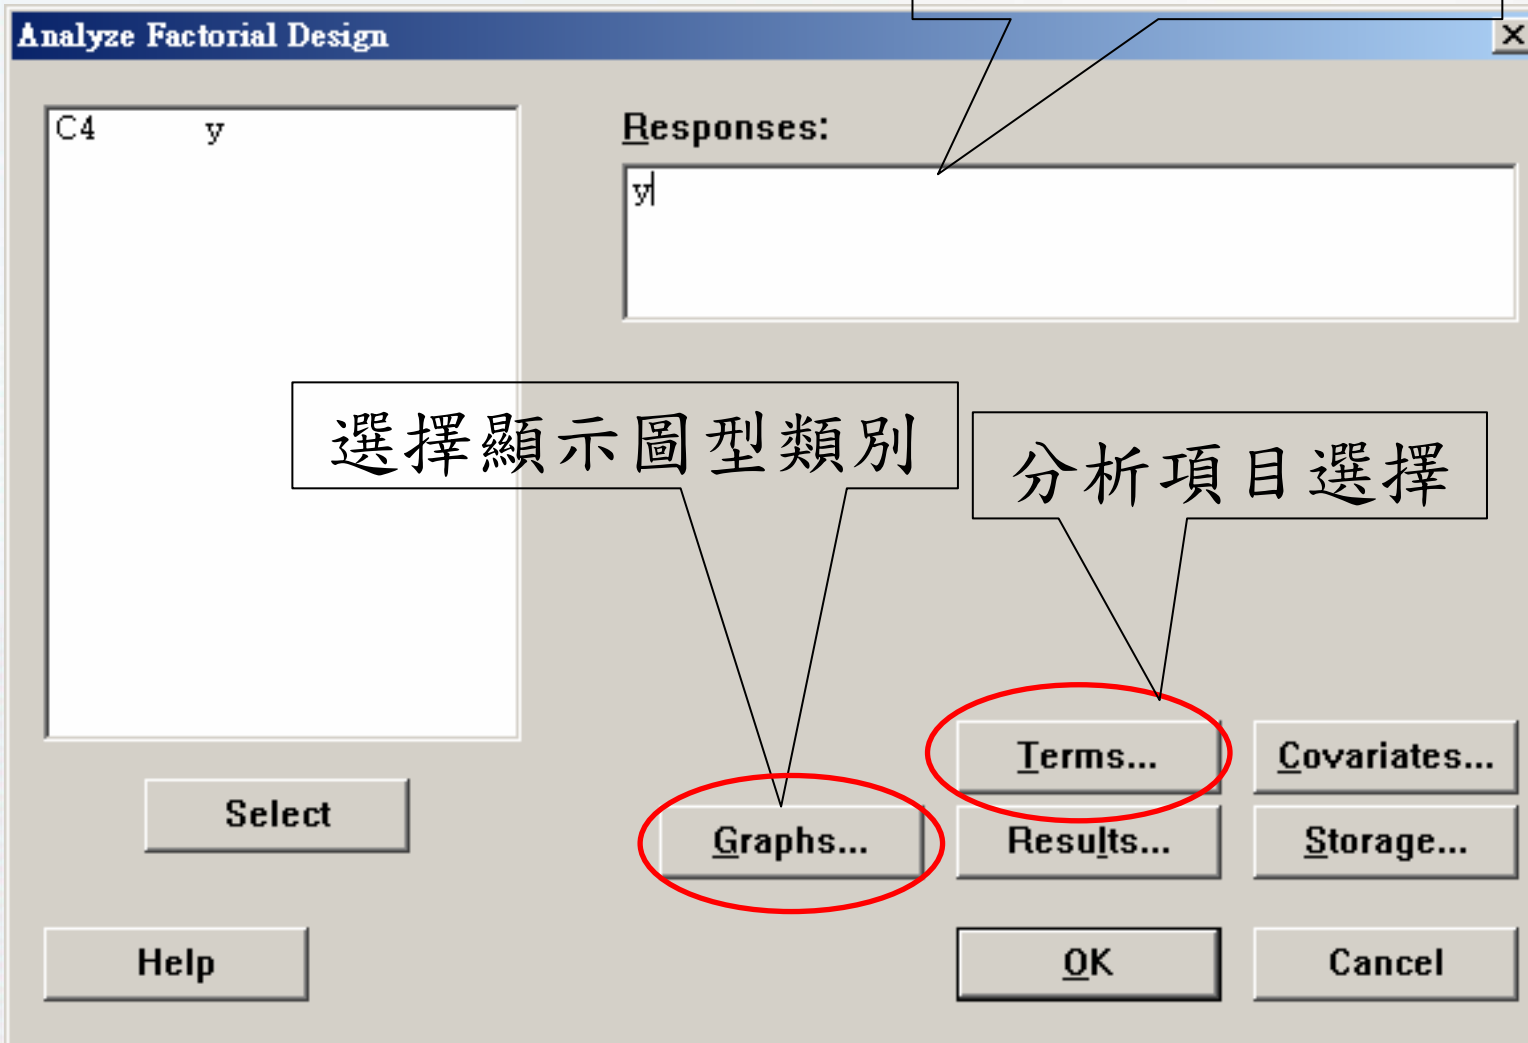 Analyze Factorial Design
C4 y
Responses:
y
選擇顯示圖型類別
分析項目選擇
Terms...
Covariates...
Select
Graphs...
Results...
Storage...
Help
OK
Cancel